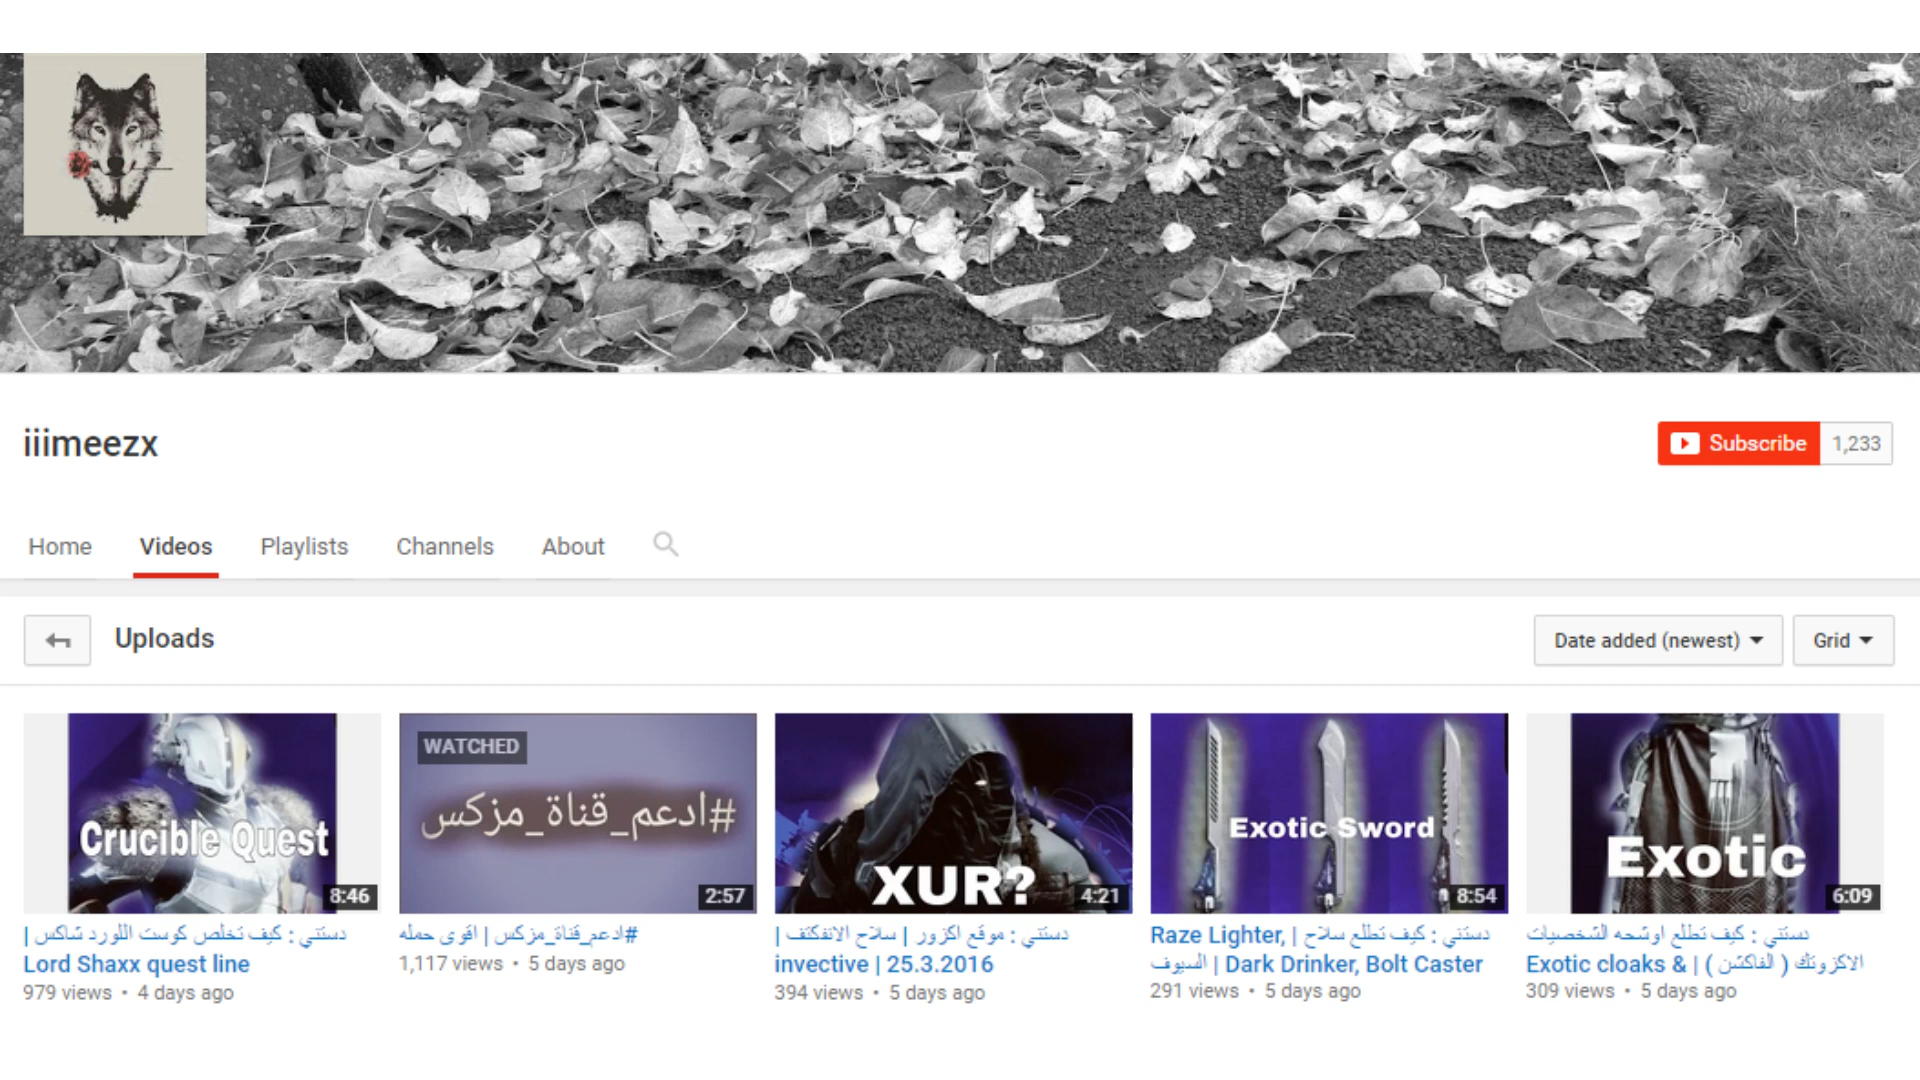 iiimeezx
Subscribe 1,233
Home Videos Playlists Channels About
Uploads
Date added (newest) Grid
Crucible Quest
8:46
دستني : كيف تخلص كوست اللورد شاكس |
Lord Shaxx quest line
979 views • 4 days ago
WATCHED
#ادعم_قناة_مزكس
2:57
#ادعم_قناة_مزكس | اقوى حمله
1,117 views • 5 days ago
XUR?
4:21
دستني : موقع اكزور | سلاح الانفكتف |
invective | 25.3.2016
394 views • 5 days ago
Exotic Sword
8:54
دستني : كيف تطلع سلاح | Raze Lighter,
السيوف | Dark Drinker, Bolt Caster
291 views • 5 days ago
Exotic
6:09
دستني : كيف تطلع اوشحه الشخصيات
الاكزوتك ( الفاكشن ) | Exotic cloaks &
309 views • 5 days ago